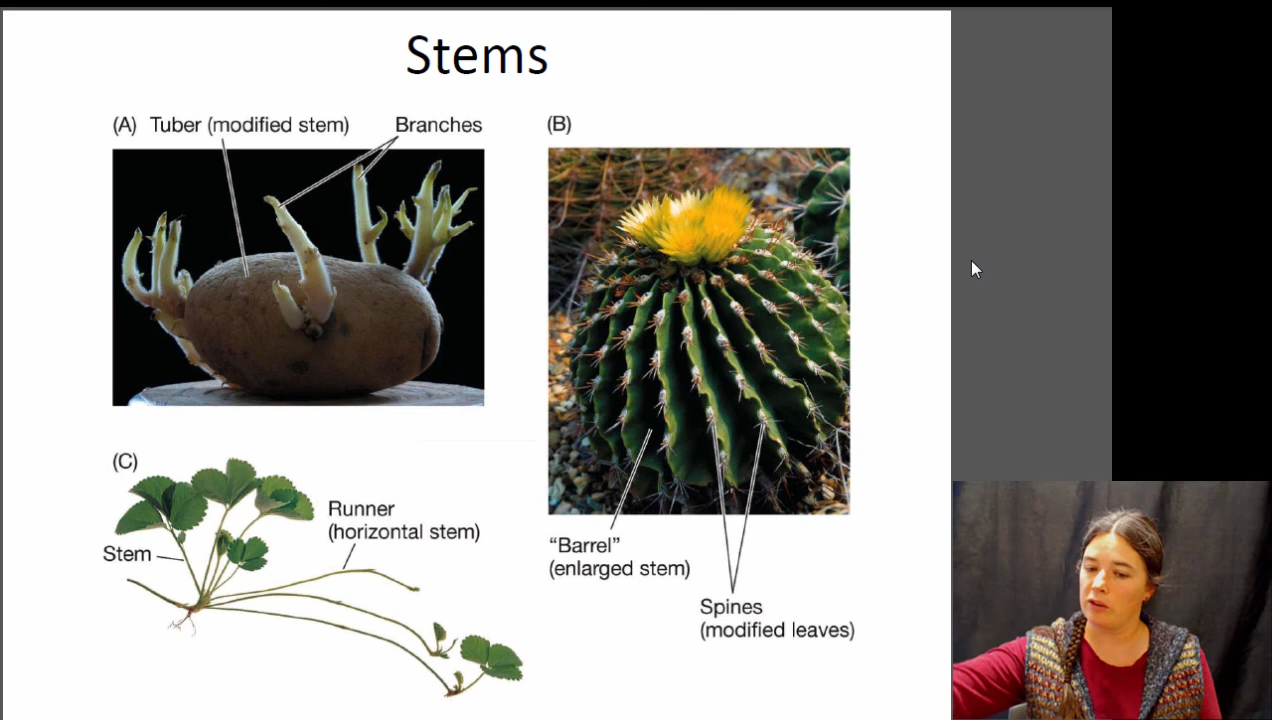 Stems
(A) Tuber (modified stem) Branches
(B)
(C)
Runner
(horizontal stem)
Stem
“Barrel”
(enlarged stem)
Spines
(modified leaves)